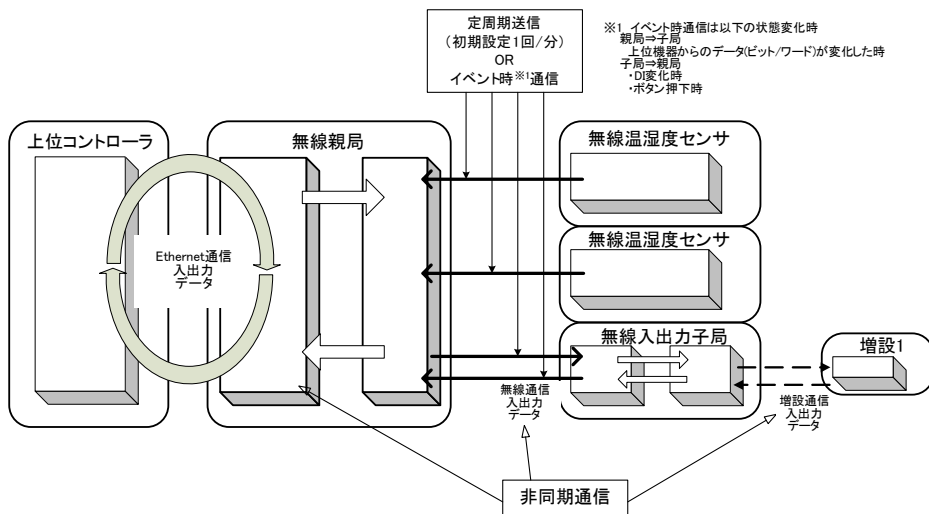 定周期送信
(初期設定1回/分)
OR
イベント時※1通信
※1 イベント時通信は以下の状態変化時
親局⇒子局
上位機器からのデータ(ビット/ワード)が変化した時
子局⇒親局
・DI変化時
・ボタン押下時
上位コントローラ
無線親局
無線温湿度センサ
Ethernet通信
入出力
データ
無線温湿度センサ
無線入出力子局
増設1
無線通信
入出力
データ
増設通信
入出力
データ
非同期通信